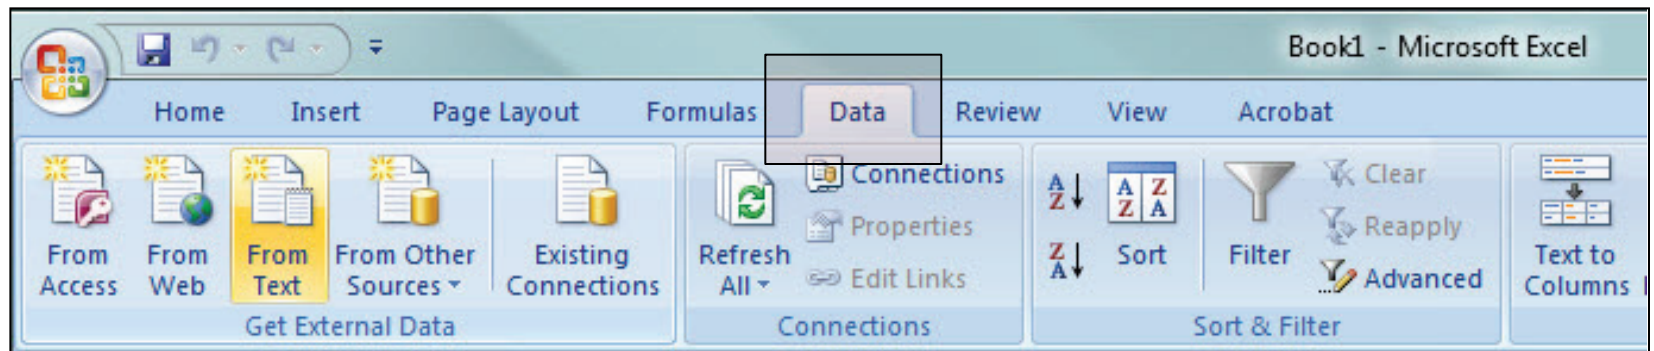 Book1 - Microsoft Excel
Home Insert Page Layout Formulas Data Review View Acrobat
From Access
From Web
From Text
From Other Sources
Existing Connections
Get External Data
Refresh All
Connections
Properties
Edit Links
Connections
A Z
Z A
A Z
Z A
Sort
Filter
Clear
Reapply
Advanced
Sort & Filter
Text to Columns